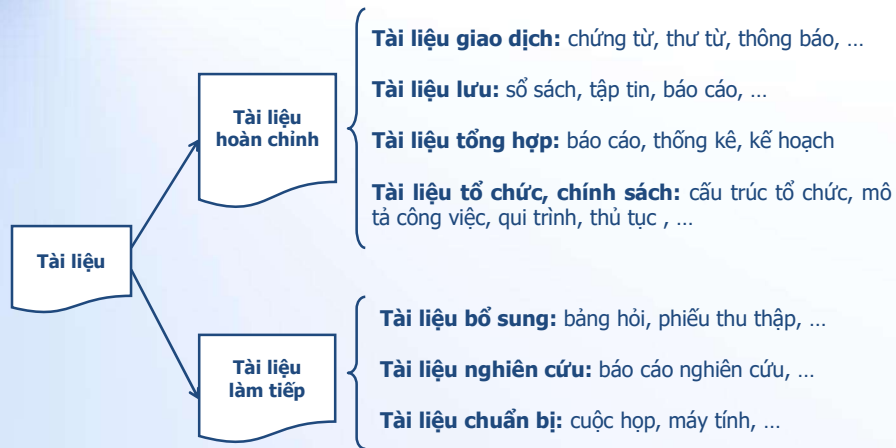 Tài liệu
Tài liệu
hoàn chỉnh
Tài liệu giao dịch: chứng từ, thư từ, thông báo, …
Tài liệu lưu: sổ sách, tập tin, báo cáo, …
Tài liệu tổng hợp: báo cáo, thống kê, kế hoạch
Tài liệu tổ chức, chính sách: cấu trúc tổ chức, mô
tả công việc, qui trình, thủ tục , …
Tài liệu
làm tiếp
Tài liệu bổ sung: bảng hỏi, phiếu thu thập, …
Tài liệu nghiên cứu: báo cáo nghiên cứu, …
Tài liệu chuẩn bị: cuộc họp, máy tính, …